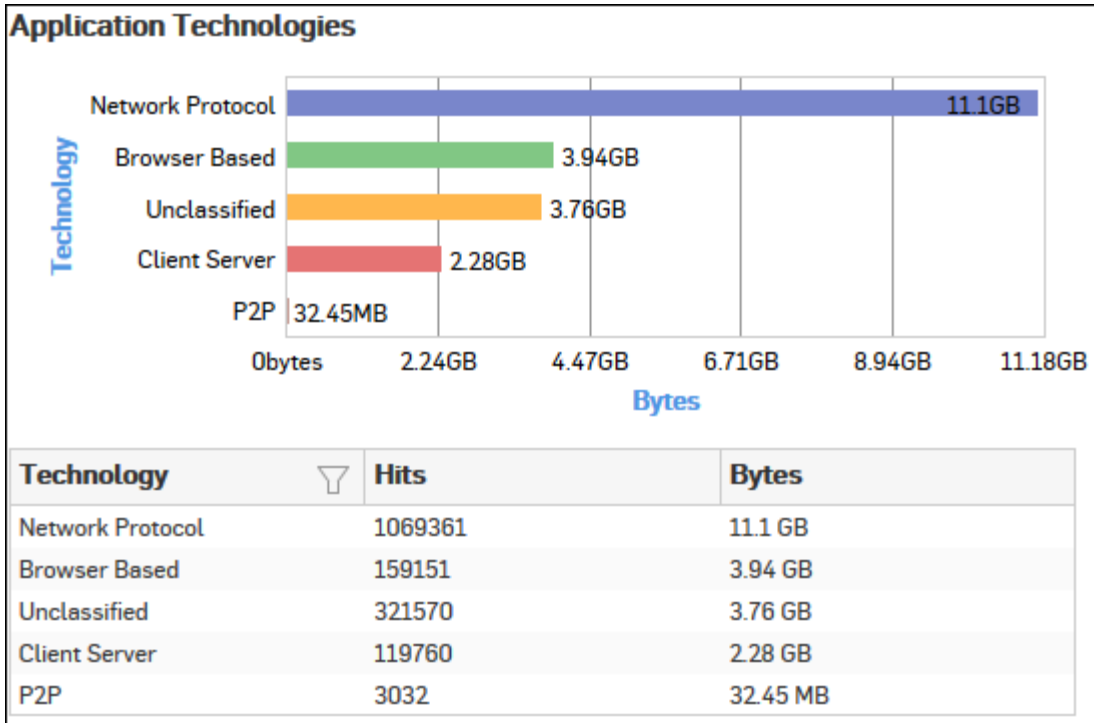 Application Technologies
Technology
Network Protocol 11.1GB
Browser Based 3.94GB
Unclassified 3.76GB
Client Server 2.28GB
P2P 32.45MB
0bytes 2.24GB 4.47GB 6.71GB 8.94GB 11.18GB
Bytes
Technology Hits Bytes
Network Protocol 1069361 11.1 GB
Browser Based 159151 3.94 GB
Unclassified 321570 3.76 GB
Client Server 119760 2.28 GB
P2P 3032 32.45 MB